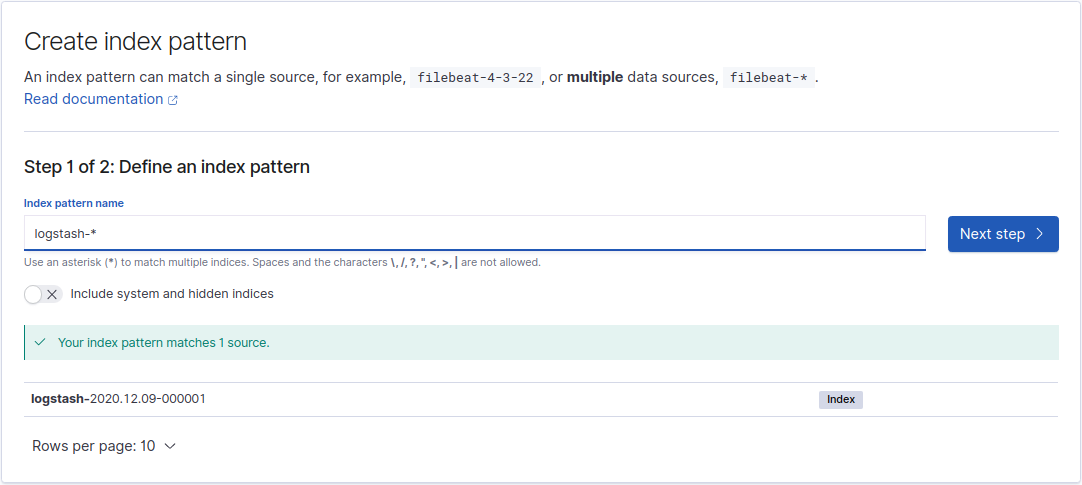 Create index pattern
An index pattern can match a single source, for example, filebeat-4-3-22 , or multiple data sources, filebeat-* .
Read documentation
Step 1 of 2: Define an index pattern
Index pattern name
logstash-*
Next step
Use an asterisk (*) to match multiple indices. Spaces and the characters \, /, ?, ", <, >, | are not allowed.
Include system and hidden indices
Your index pattern matches 1 source.
logstash-2020.12.09-000001 Index
Rows per page: 10